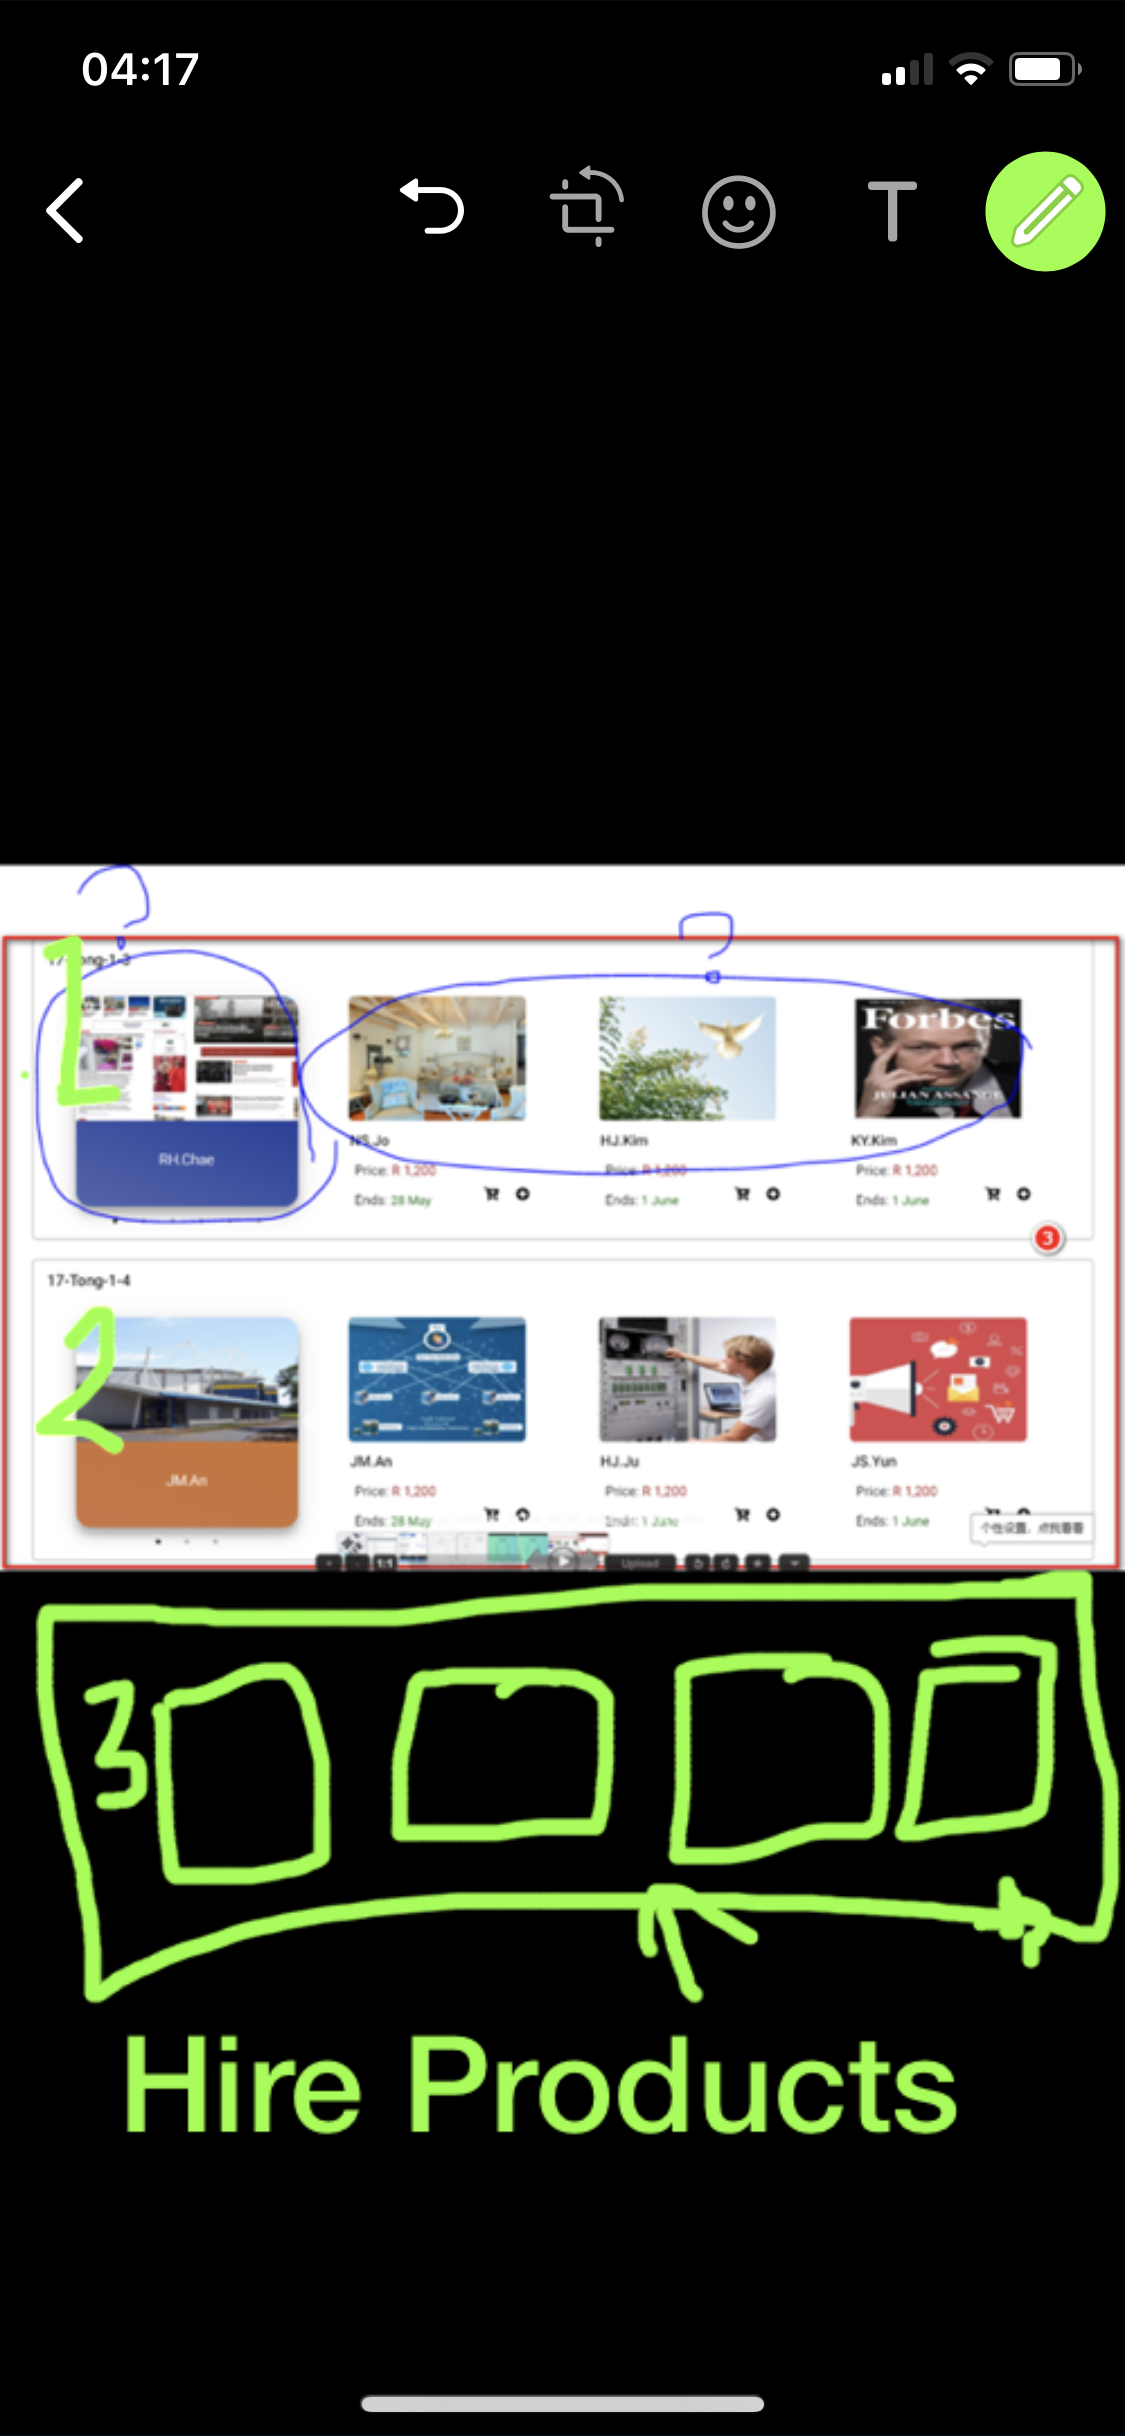 04:17
T
?
?
1
17-Tong-1-3
Forbes
JULIAN ASSANGE
RH.Chae
NS.Jo
HJ.Kim
KY.Kim
Price: R 1,200
Price: R 1,200
Price: R 1,200
Ends: 28 May
Ends: 1 June
Ends: 1 June
3
17-Tong-1-4
2
JM.An
JM.An
HJ.Ju
JS.Yun
Price: R 1,200
Price: R 1,200
Price: R 1,200
Ends: 28 May
Ends: 1 June
Ends: 1 June
个性设置，点我看看
1:1
Upload
3
Hire Products